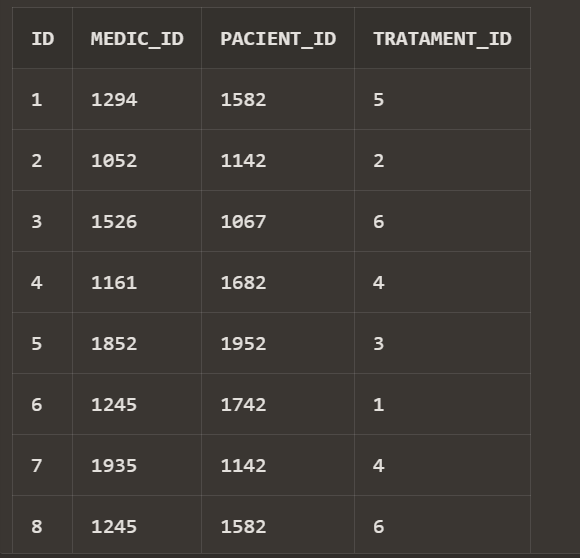 ID MEDIC_ID PACIENT_ID TRATAMENT_ID
1 1294 1582 5
2 1052 1142 2
3 1526 1067 6
4 1161 1682 4
5 1852 1952 3
6 1245 1742 1
7 1935 1142 4
8 1245 1582 6